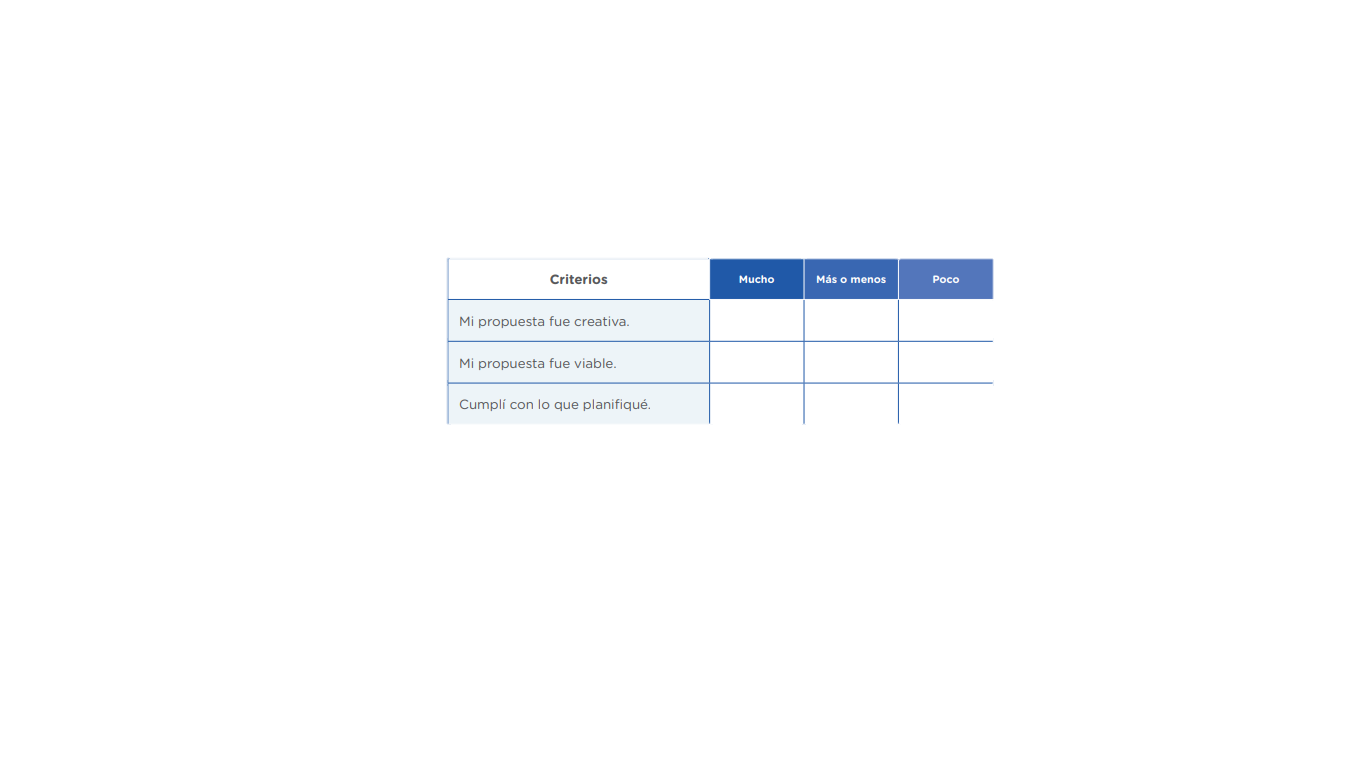 Criterios Mucho Más o menos Poco
Mi propuesta fue creativa.
Mi propuesta fue viable.
Cumplí con lo que planifiqué.